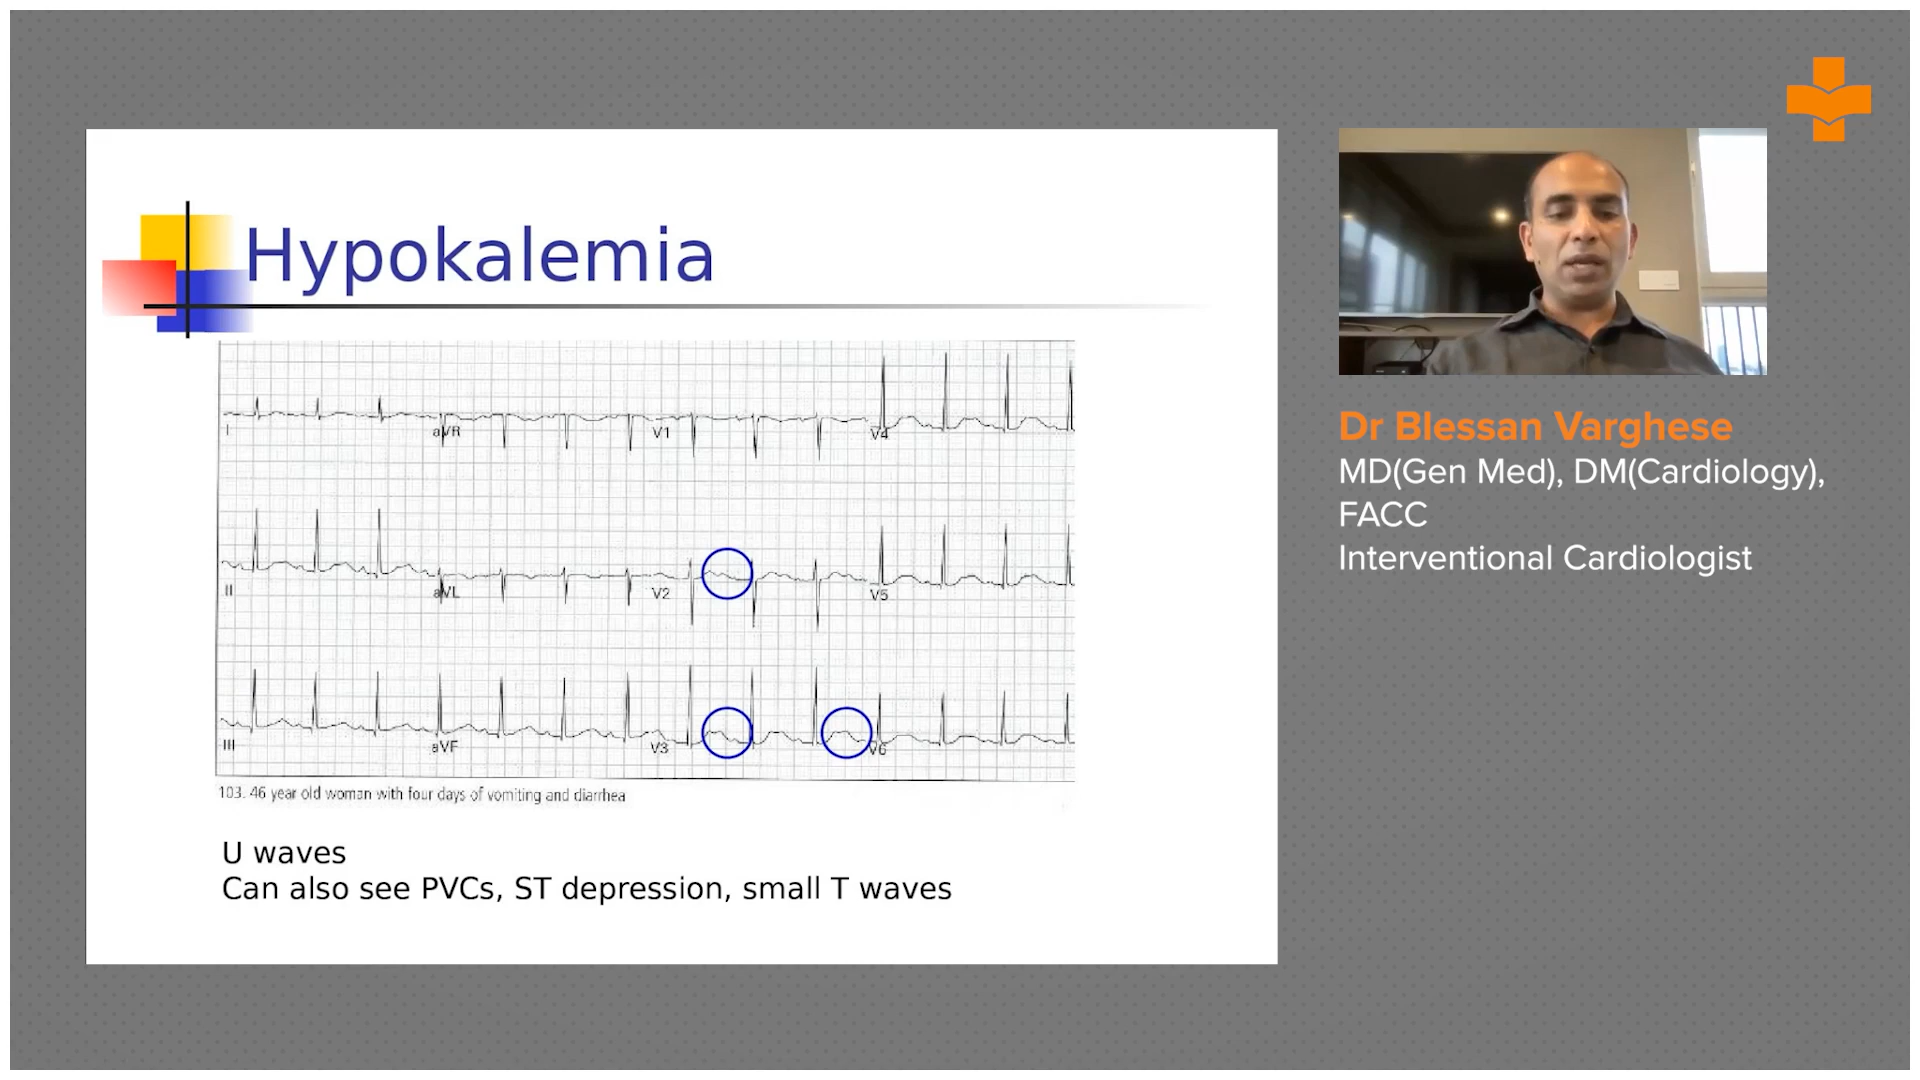 Hypokalemia
I
aVR
V1
V4
II
aVL
V2
V5
III
aVF
V3
V6
103. 46 year old woman with four days of vomiting and diarrhea
U waves
Can also see PVCs, ST depression, small T waves
Dr Blessan Varghese
MD(Gen Med), DM(Cardiology),
FACC
Interventional Cardiologist